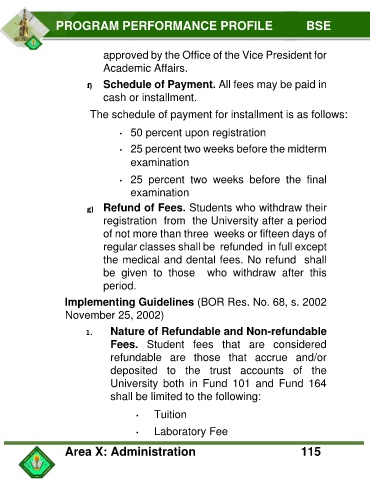 PROGRAM PERFORMANCE PROFILE BSE
approved by the Office of the Vice President for
Academic Affairs.
f) Schedule of Payment. All fees may be paid in
cash or installment.
The schedule of payment for installment is as follows:
· 50 percent upon registration
· 25 percent two weeks before the midterm
examination
· 25 percent two weeks before the final
examination
g) Refund of Fees. Students who withdraw their
registration from the University after a period
of not more than three weeks or fifteen days of
regular classes shall be refunded in full except
the medical and dental fees. No refund shall
be given to those who withdraw after this
period.
Implementing Guidelines (BOR Res. No. 68, s. 2002
November 25, 2002)
1. Nature of Refundable and Non-refundable
Fees. Student fees that are considered
refundable are those that accrue and/or
deposited to the trust accounts of the
University both in Fund 101 and Fund 164
shall be limited to the following:
· Tuition
· Laboratory Fee
Area X: Administration 115